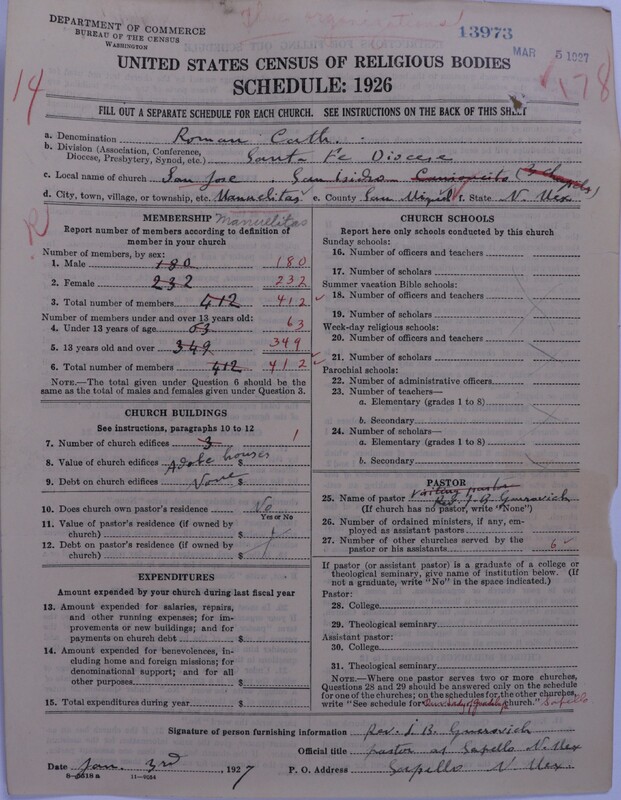 Three organizations!
DEPARTMENT OF COMMERCE
BUREAU OF THE CENSUS
WASHINGTON
13973
MAR 5 1927
14
178
UNITED STATES CENSUS OF RELIGIOUS BODIES
SCHEDULE: 1926
FILL OUT A SEPARATE SCHEDULE FOR EACH CHURCH. SEE INSTRUCTIONS ON THE BACK OF THIS SHEET
a. Denomination Roman Cath.
b. Division (Association, Conference, Diocese, Presbytery, Synod, etc.) Santa Fe Diocese
c. Local name of church San Jose. San Isidro (3 Chapels)
d. City, town, village, or township, etc. Manuelitas e. County San Miguel f. State N. Mex
MEMBERSHIP Manuelitas
Report number of members according to definition of member in your church
Number of members, by sex:
1. Male 180 180
2. Female 232 232
3. Total number of members 412 412
Number of members under and over 13 years old:
4. Under 13 years of age 63 63
5. 13 years old and over 349 349
6. Total number of members 412 412
NOTE.—The total given under Question 6 should be the same as the total of males and females given under Question 3.
CHURCH BUILDINGS
See instructions, paragraphs 10 to 12
7. Number of church edifices 3 1
8. Value of church edifices Adobe houses $
9. Debt on church edifices None $
10. Does church own pastor's residence No
Yes or No
11. Value of pastor's residence (if owned by church) $
12. Debt on pastor's residence (if owned by church) $
EXPENDITURES
Amount expended by your church during last fiscal year
13. Amount expended for salaries, repairs, and other running expenses; for improvements or new buildings; and for payments on church debt $
14. Amount expended for benevolences, including home and foreign missions; for denominational support; and for all other purposes $
15. Total expenditures during year $
CHURCH SCHOOLS
Report here only schools conducted by this church
Sunday schools:
16. Number of officers and teachers
17. Number of scholars
Summer vacation Bible schools:
18. Number of officers and teachers
19. Number of scholars
Week-day religious schools:
20. Number of officers and teachers
21. Number of scholars
Parochial schools:
22. Number of administrative officers
23. Number of teachers—
a. Elementary (grades 1 to 8)
b. Secondary
24. Number of scholars—
a. Elementary (grades 1 to 8)
b. Secondary
PASTOR
Visiting pastor
25. Name of pastor Rev. J. B. Guerovich
(If church has no pastor, write "None")
26. Number of ordained ministers, if any, employed as assistant pastors
27. Number of other churches served by the pastor or his assistants 6
If pastor (or assistant pastor) is a graduate of a college or theological seminary, give name of institution below. (If not a graduate, write "No" in the space indicated.)
Pastor:
28. College
29. Theological seminary
Assistant pastor:
30. College
31. Theological seminary
NOTE.—Where one pastor serves two or more churches, Questions 28 and 29 should be answered only on the schedule for one of the churches; on the schedules for the other churches, write "See schedule for Our Lady of Guadalupe church." Sapello
Signature of person furnishing information Rev. J. B. Guerovich
Official title pastor at Sapello N. Mex
Date Jan. 3rd, 1927 P. O. Address Sapello N. Mex.
8—5518 a 11—9034